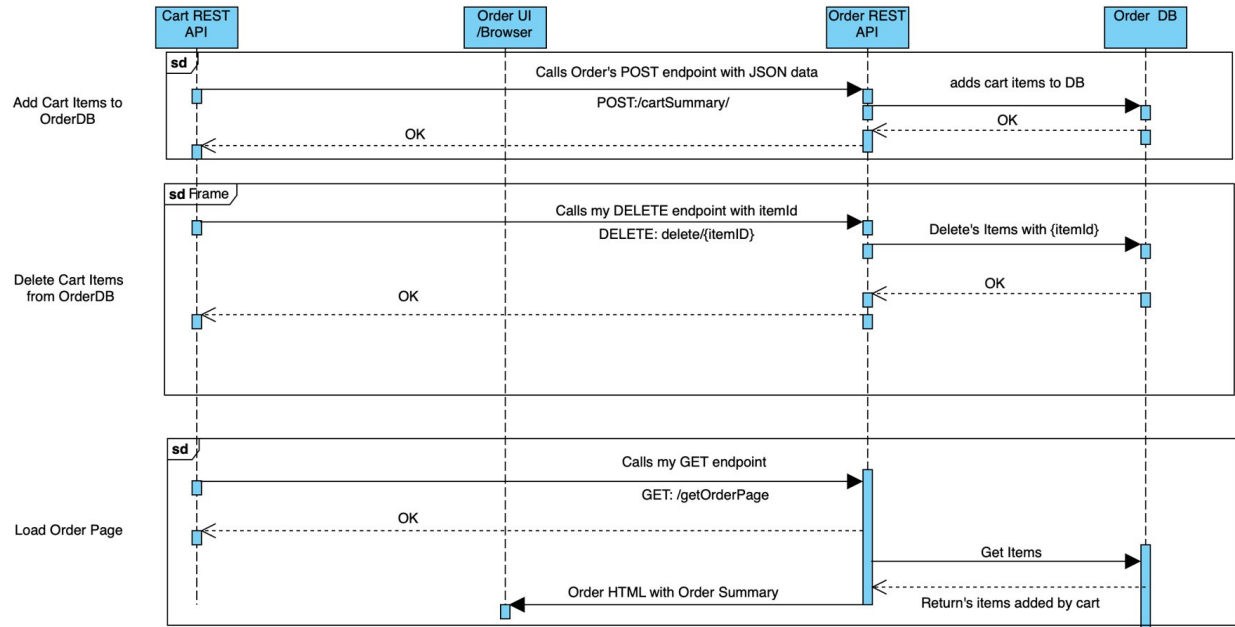 Cart REST
API
Order UI
/Browser
Order REST
API
Order DB
sd
Calls Order's POST endpoint with JSON data
adds cart items to DB
Add Cart Items to
OrderDB
POST:/cartSummary/
OK
OK
sd Frame
Calls my DELETE endpoint with itemId
DELETE: delete/{itemID}
Delete's Items with {itemId}
Delete Cart Items
from OrderDB
OK
OK
sd
Calls my GET endpoint
GET: /getOrderPage
OK
Load Order Page
Get Items
Order HTML with Order Summary
Return's items added by cart